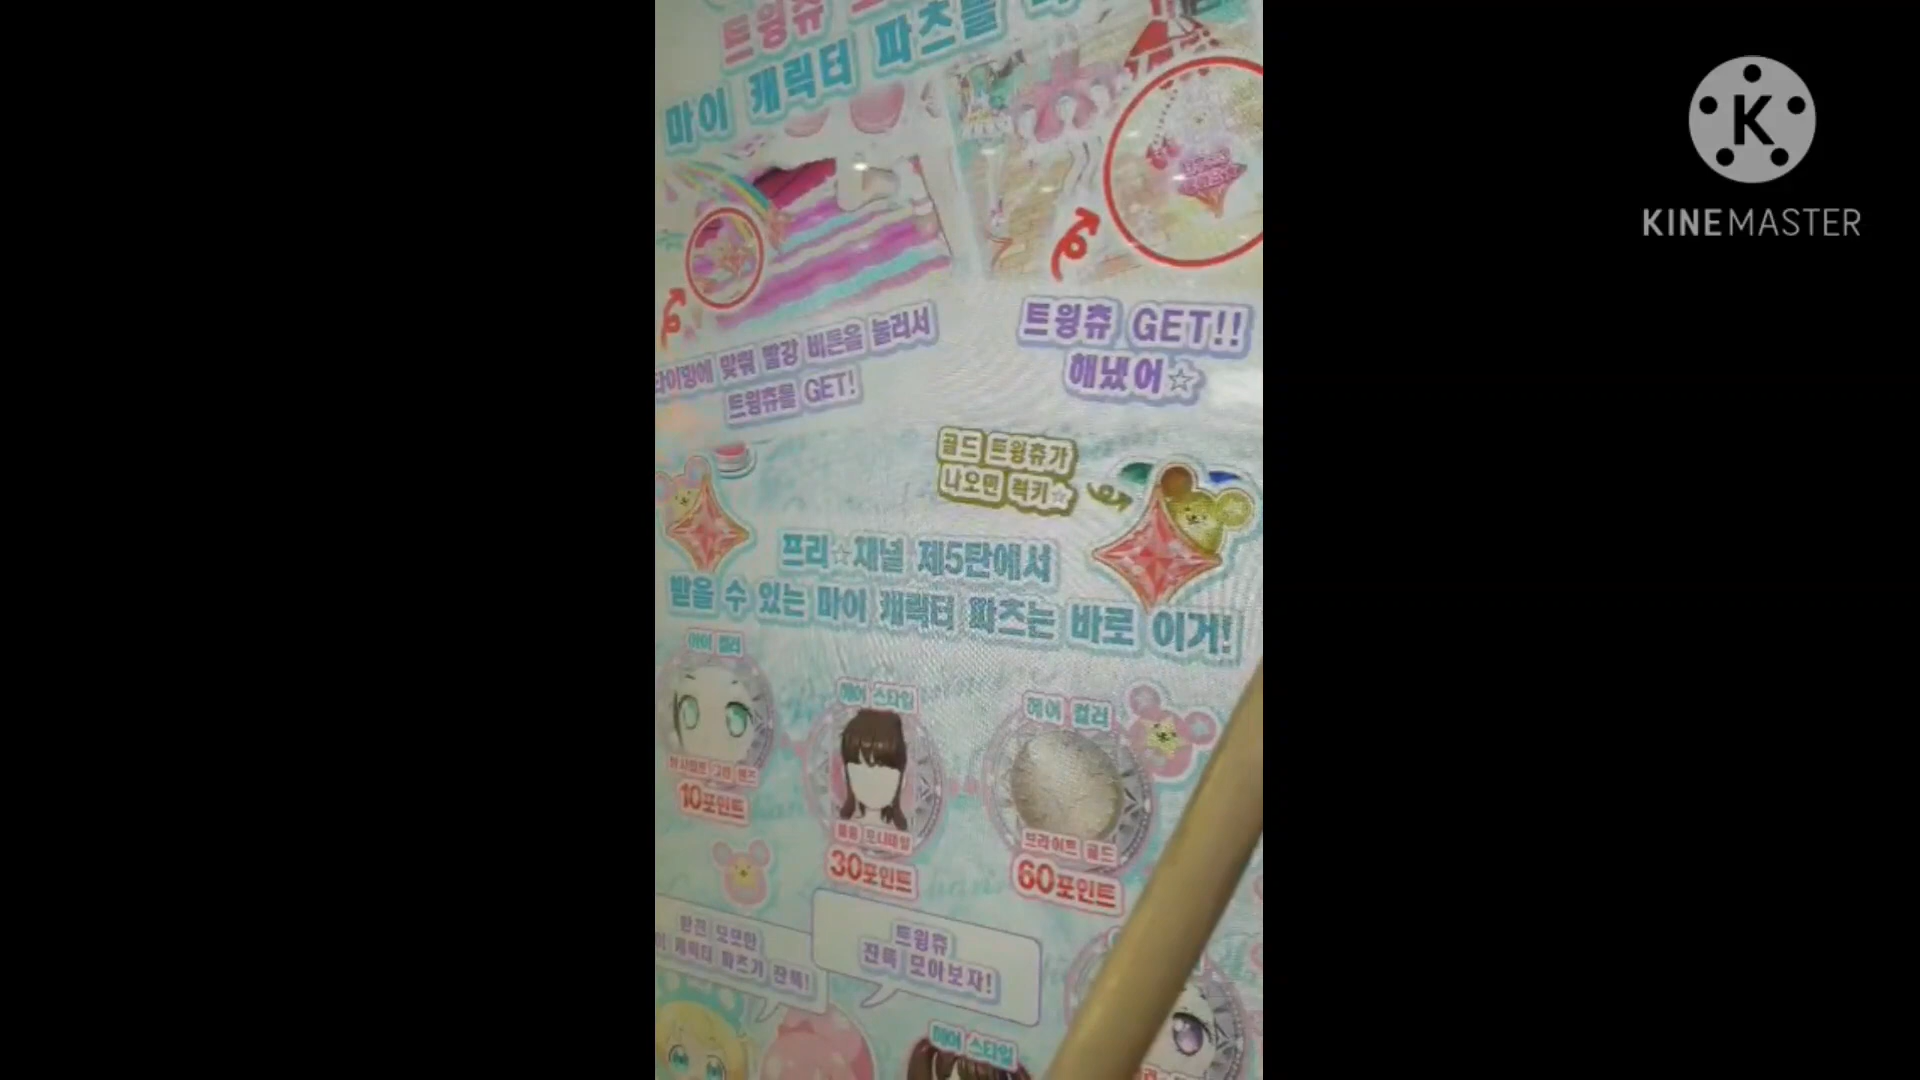 트윙츄
마이 캐릭터 파츠를
타이밍에 맞춰 빨강 버튼을 눌러서
트윙츄를 GET!
트윙츄 GET!!
해냈어☆
골드 트윙츄가
나오면 럭키☆
프리☆채널 제5탄에서
받을 수 있는 마이 캐릭터 파츠는 바로 이거!
아이 컬러
10포인트
헤어 스타일
30포인트
헤어 컬러
브라이트 골드
60포인트
완전 모모만
캐릭터 파츠가 잔뜩!
트윙츄
잔뜩 모아보자!
헤어 스타일
K
KINEMASTER